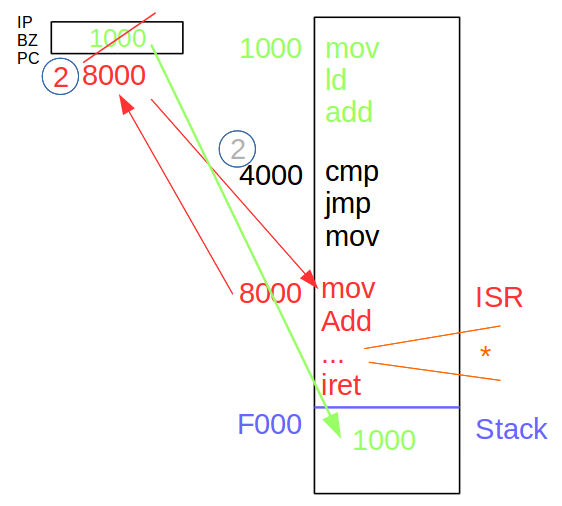 IP
BZ
PC
1000
2 8000
2
1000 mov
ld
add
4000 cmp
jmp
mov
8000 mov
Add
...
iret
ISR
*
F000
1000
Stack